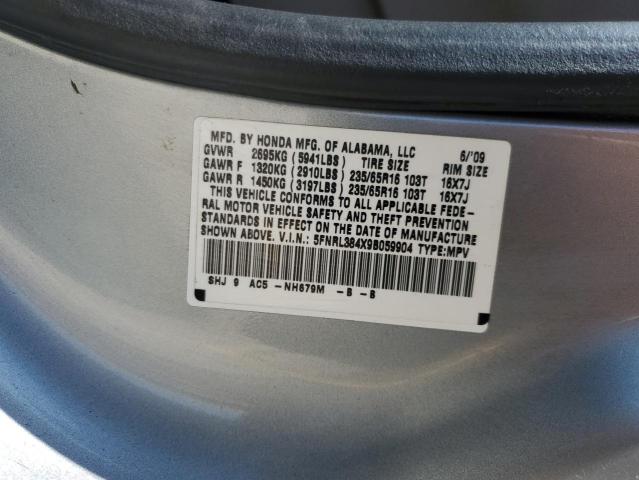 MFD. BY HONDA MFG. OF ALABAMA, LLC 6/'09
GVWR 2695KG (5941LBS) TIRE SIZE RIM SIZE
GAWR F 1320KG (2910LBS) 235/65R16 103T 16X7J
GAWR R 1450KG (3197LBS) 235/65R16 103T 16X7J
THIS VEHICLE CONFORMS TO ALL APPLICABLE FEDE-
RAL MOTOR VEHICLE SAFETY AND THEFT PREVENTION
STANDARDS IN EFFECT ON THE DATE OF MANUFACTURE
SHOWN ABOVE. V.I.N.: 5FNRL384X9B059904 TYPE:MPV
SHJ 9 AC5 -NH679M -B -B